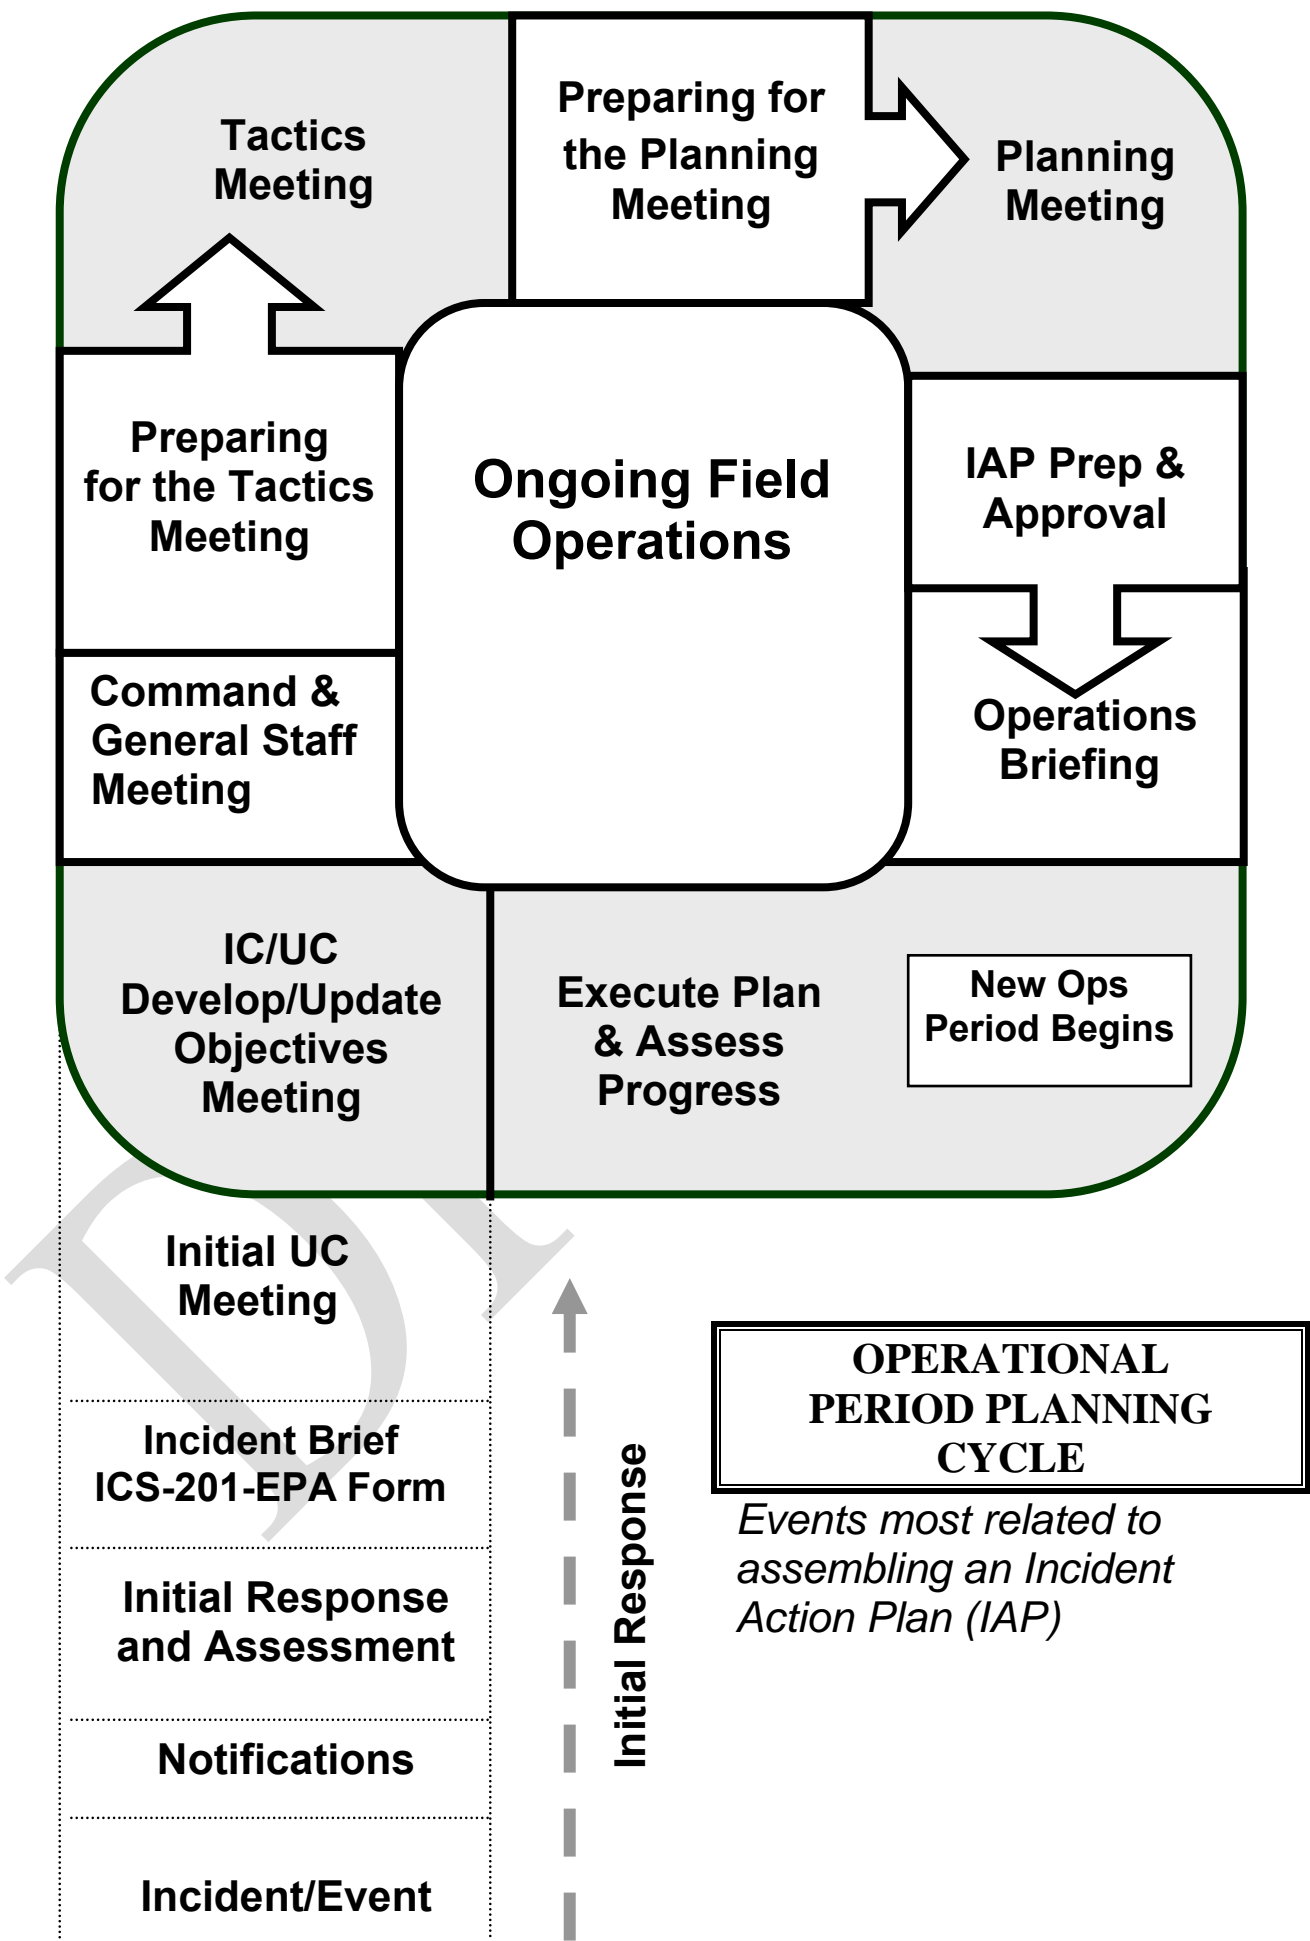 Tactics
Meeting
Preparing for
the Planning
Meeting
Planning
Meeting
Preparing
for the Tactics
Meeting
Ongoing Field
Operations
IAP Prep &
Approval
Command &
General Staff
Meeting
Operations
Briefing
IC/UC
Develop/Update
Objectives
Meeting
Execute Plan
& Assess
Progress
New Ops
Period Begins
Initial UC
Meeting
Incident Brief
ICS-201-EPA Form
Initial Response
and Assessment
Notifications
Incident/Event
Initial Response
OPERATIONAL
PERIOD PLANNING
CYCLE
Events most related to
assembling an Incident
Action Plan (IAP)